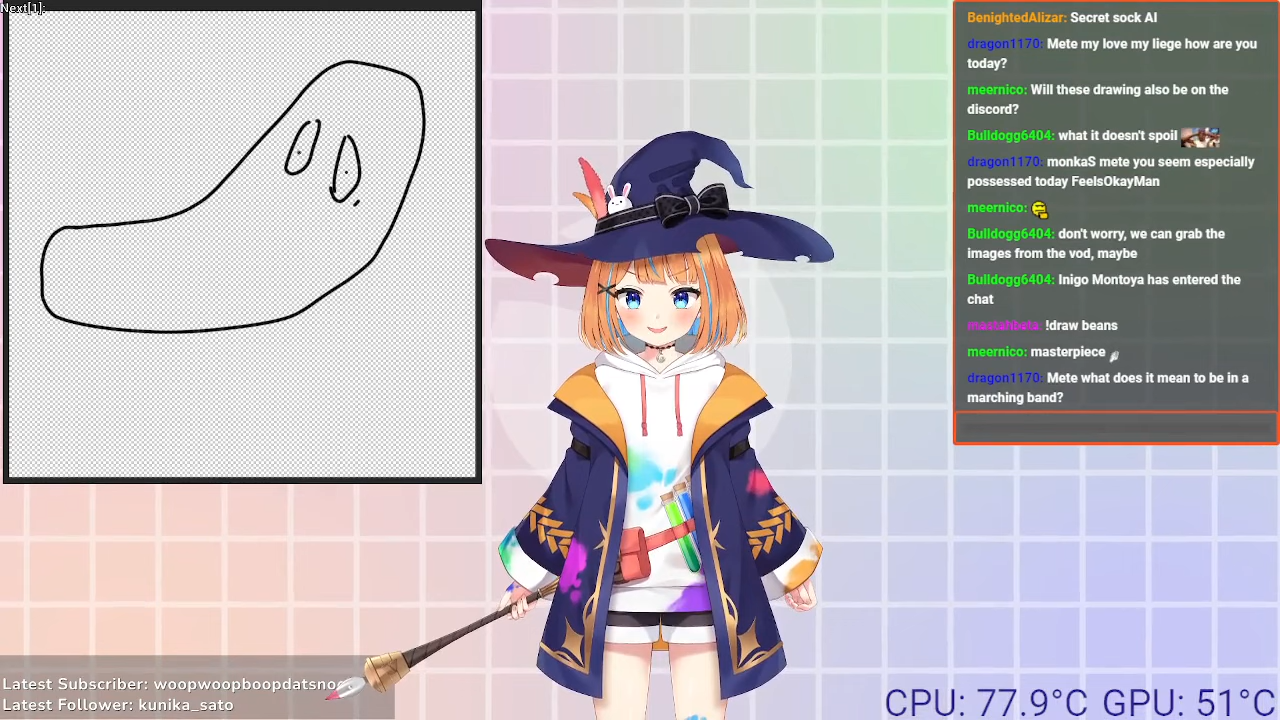 Next[1]:
BenightedAlizar: Secret sock AI
dragon1170: Mete my love my liege how are you
today?
meernico: Will these drawing also be on the
discord?
Bulldogg6404: what it doesn't spoil
dragon1170: monkaS mete you seem especially
possessed today FeelsOkayMan
meernico:
Bulldogg6404: don't worry, we can grab the
images from the vod, maybe
Bulldogg6404: Inigo Montoya has entered the
chat
mastahbeta: !draw beans
meernico: masterpiece
dragon1170: Mete what does it mean to be in a
marching band?
Latest Subscriber: woopwoopboopdatsnoo
Latest Follower: kunika_sato
CPU: 77.9°C GPU: 51°C